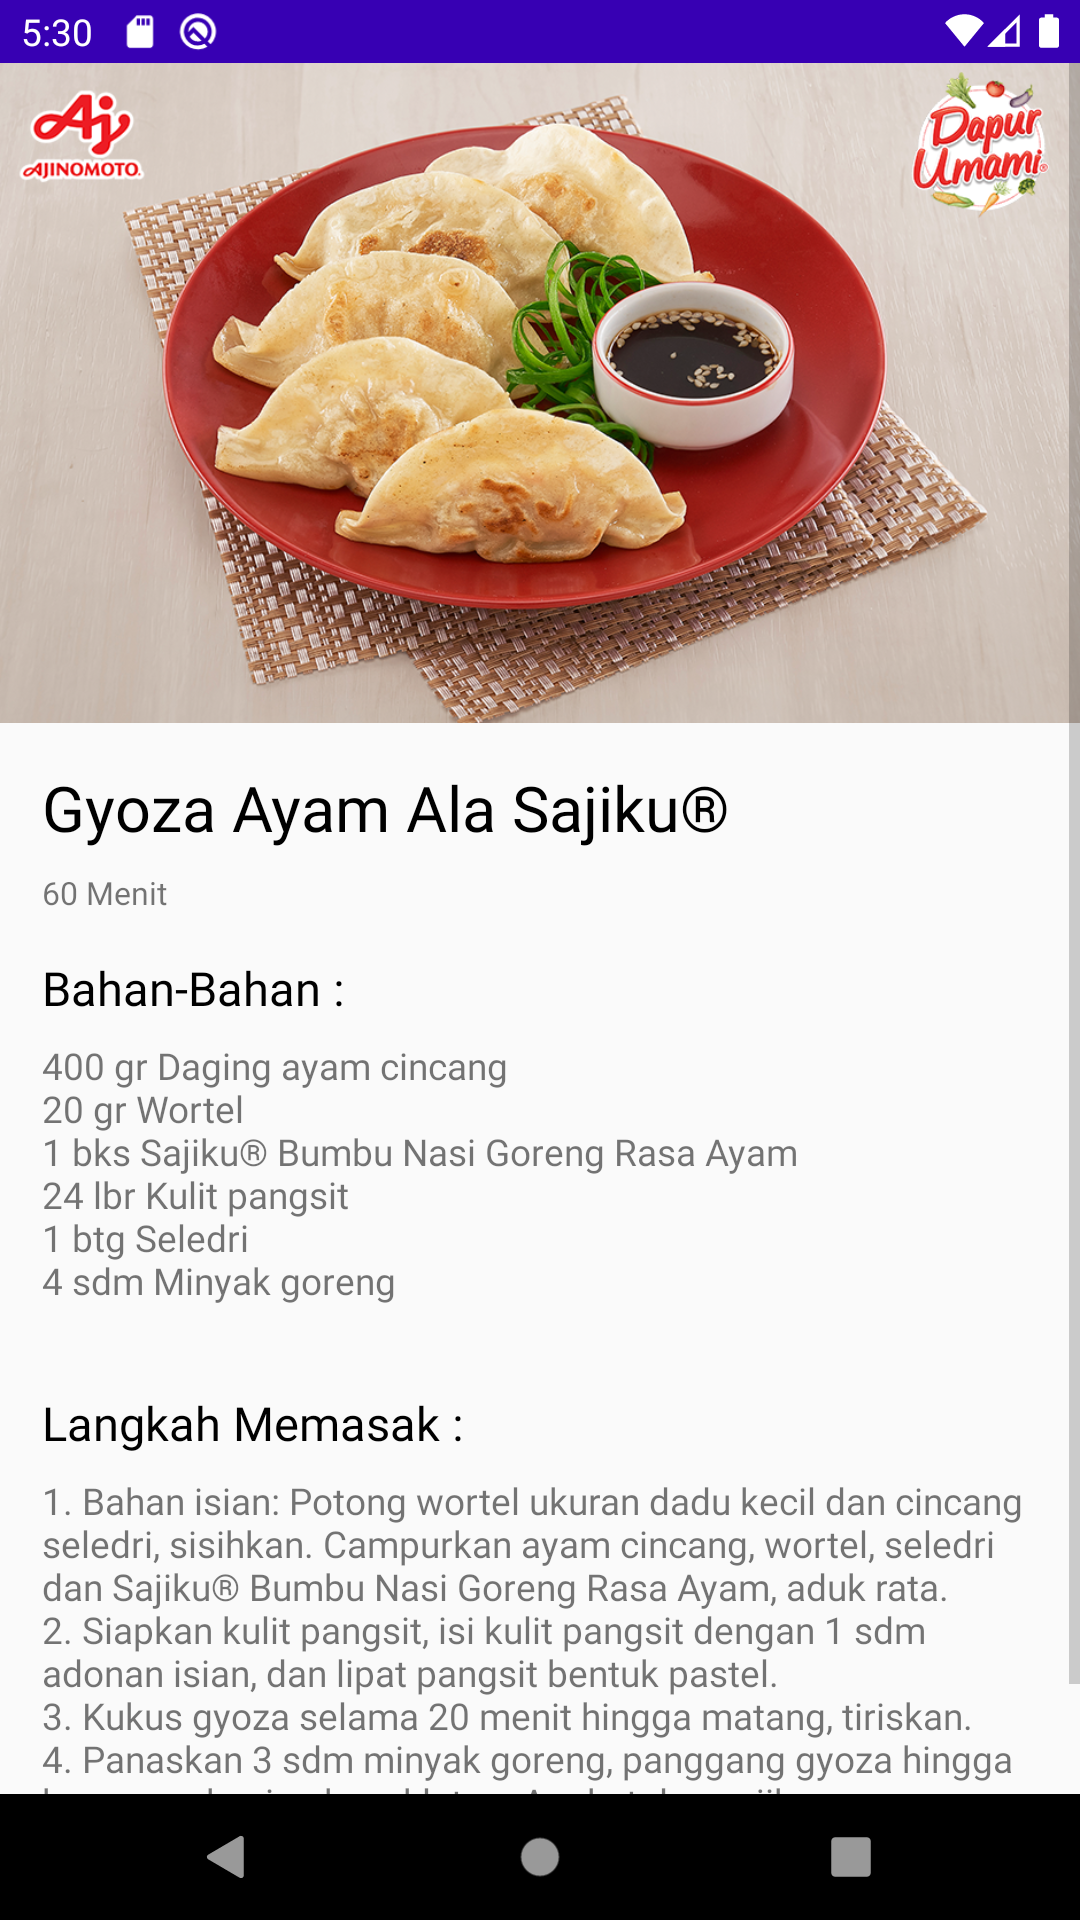 5:30
Aj
AJINOMOTO.
Dapur
Umami®
Gyoza Ayam Ala Sajiku®
60 Menit
Bahan-Bahan :
400 gr Daging ayam cincang
20 gr Wortel
1 bks Sajiku® Bumbu Nasi Goreng Rasa Ayam
24 lbr Kulit pangsit
1 btg Seledri
4 sdm Minyak goreng
Langkah Memasak :
1. Bahan isian: Potong wortel ukuran dadu kecil dan cincang
seledri, sisihkan. Campurkan ayam cincang, wortel, seledri
dan Sajiku® Bumbu Nasi Goreng Rasa Ayam, aduk rata.
2. Siapkan kulit pangsit, isi kulit pangsit dengan 1 sdm
adonan isian, dan lipat pangsit bentuk pastel.
3. Kukus gyoza selama 20 menit hingga matang, tiriskan.
4. Panaskan 3 sdm minyak goreng, panggang gyoza hingga